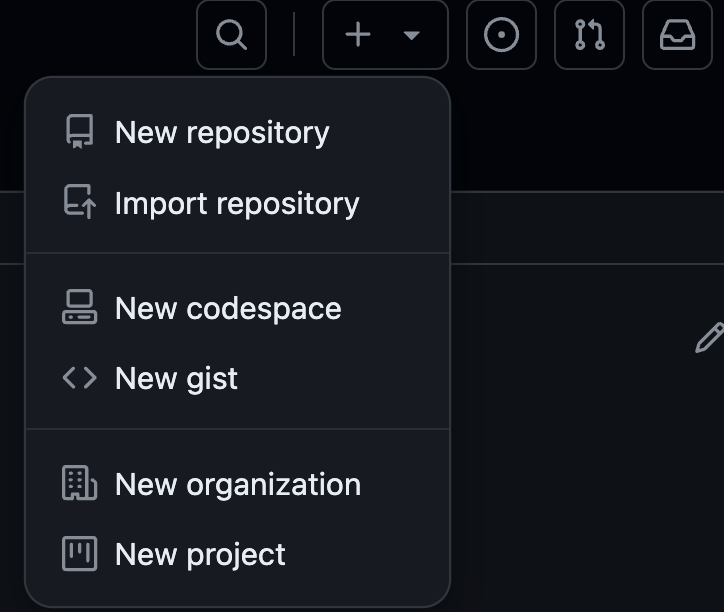 New repository
Import repository
New codespace
New gist
New organization
New project